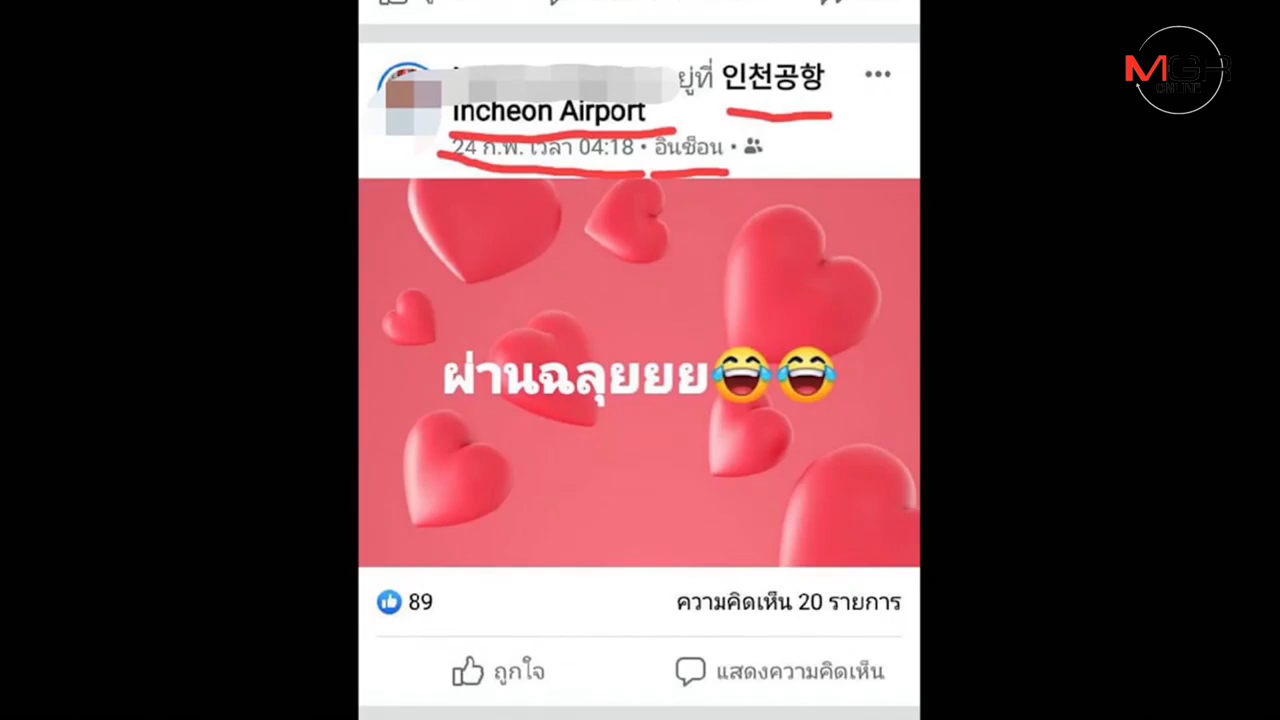 ยู่ที่ 인천공항
Incheon Airport
24 ก.พ. เวลา 04:18 · อินช็อน ·
ผ่านฉลุยยย😂😂
89
ความคิดเห็น 20 รายการ
ถูกใจ
แสดงความคิดเห็น
MGR
ONLINE